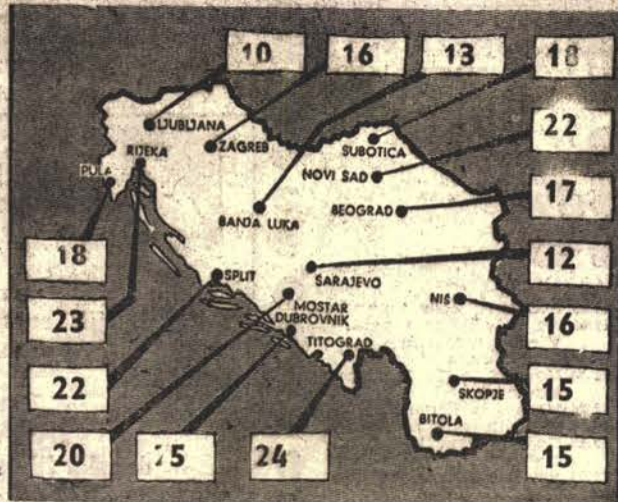 10 16 13 18
LJUBLJANA
ZAGREB
SUBOTICA
22
RIJEKA
NOVI SAD
PULA
BANJA LUKA
BEOGRAD
17
18
SPLIT
SARAJEVO
12
23
MOSTAR
NIŠ
16
DUBROVNIK
22
TITOGRAD
SKOPJE
15
BITOLA
20 24 15